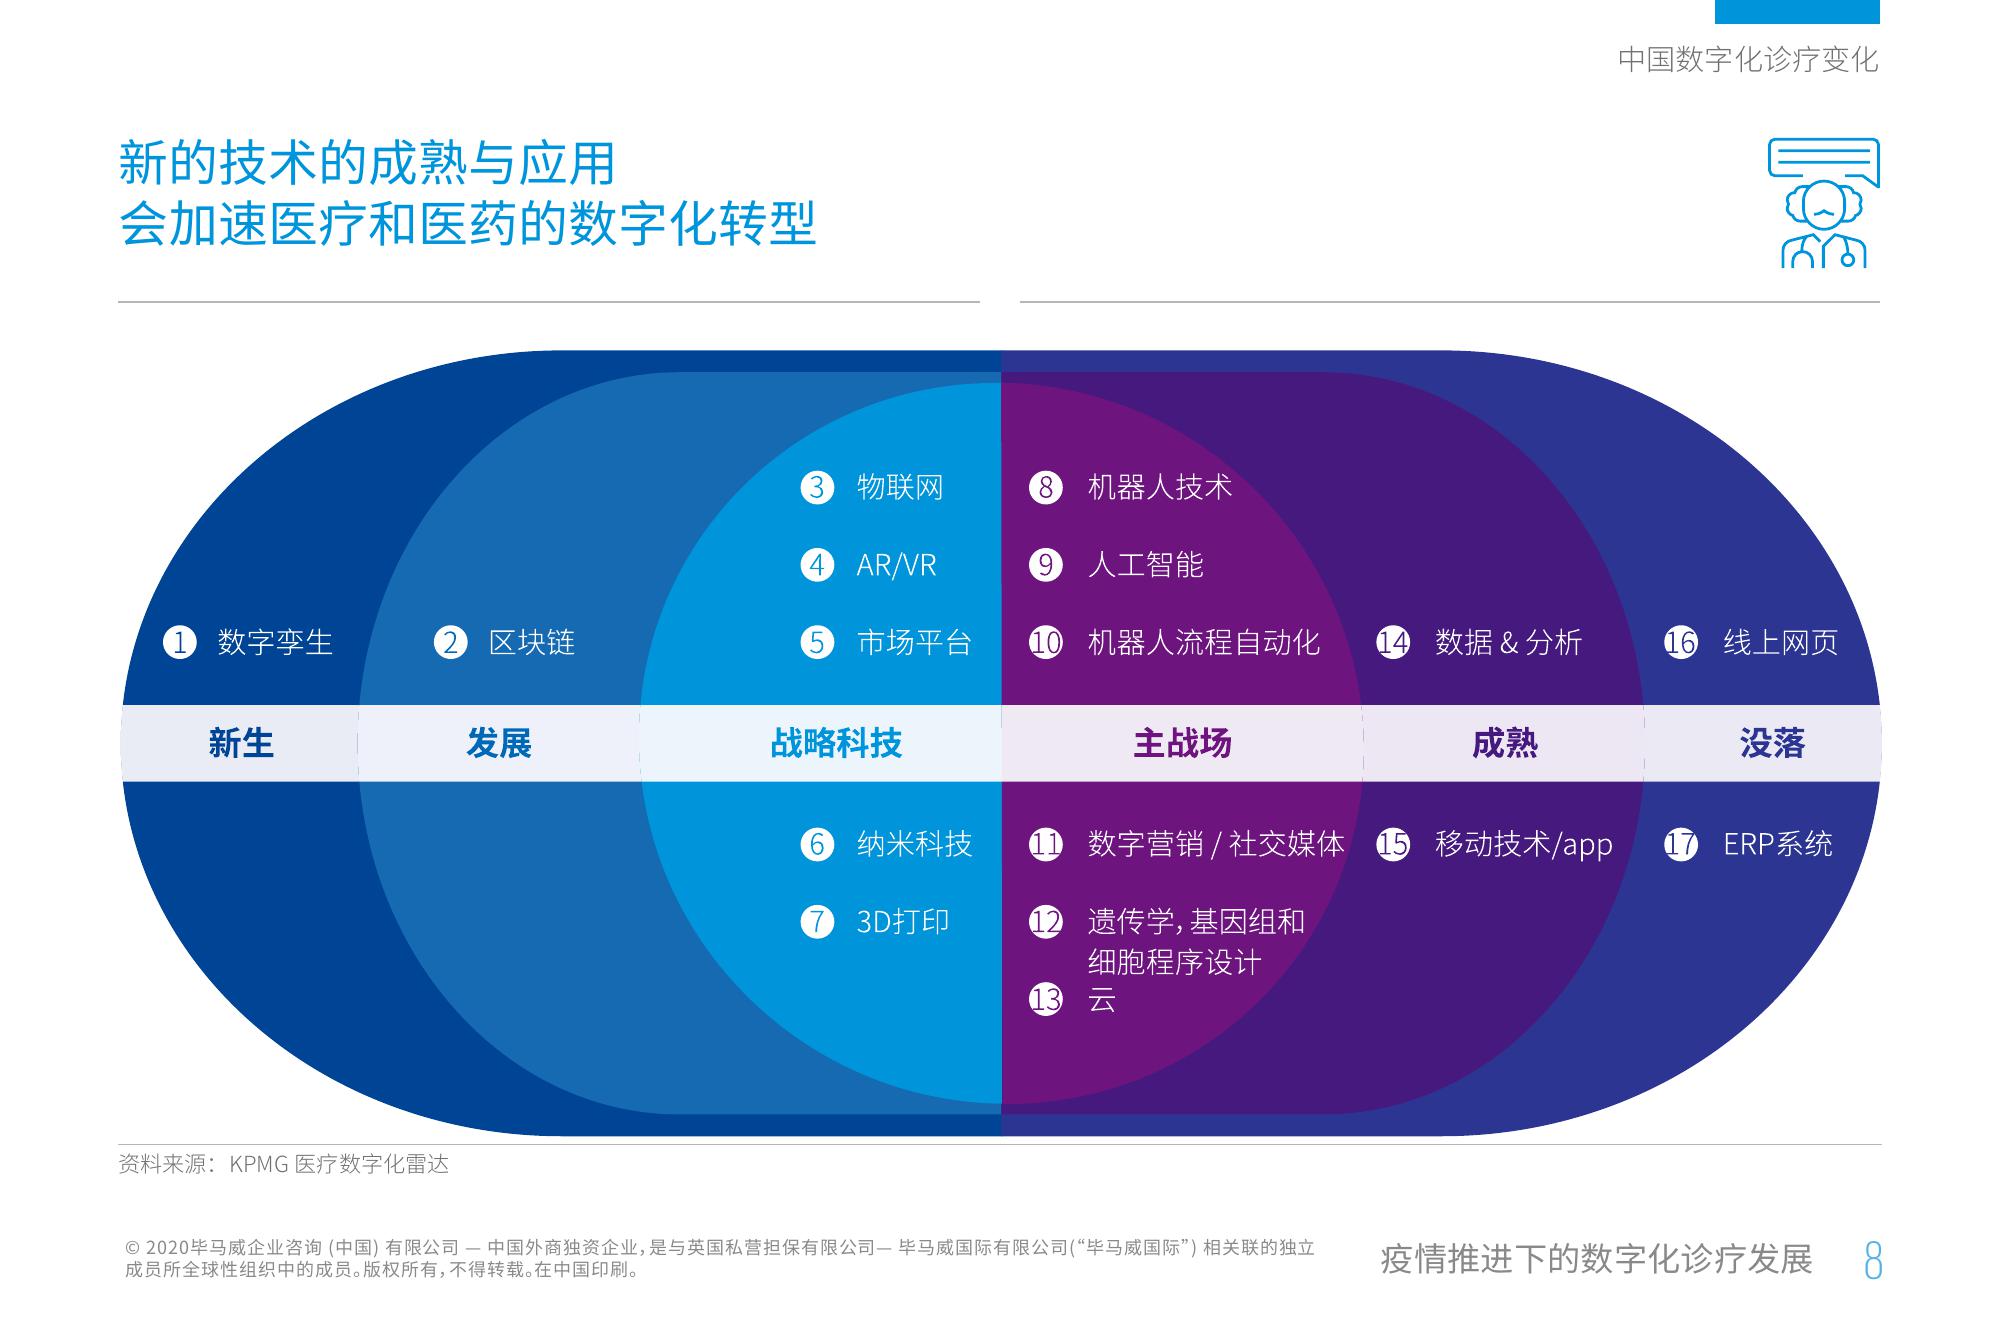 中国数字化诊疗变化
新的技术的成熟与应用
会加速医疗和医药的数字化转型
3 物联网
8 机器人技术
4 AR/VR
9 人工智能
1 数字孪生
2 区块链
5 市场平台
10 机器人流程自动化
14 数据 & 分析
16 线上网页
新生
发展
战略科技
主战场
成熟
没落
6 纳米科技
11 数字营销 / 社交媒体
15 移动技术/app
17 ERP系统
7 3D打印
12 遗传学，基因组和
细胞程序设计
13 云
资料来源：KPMG 医疗数字化雷达
© 2020毕马威企业咨询 (中国) 有限公司 — 中国外商独资企业，是与英国私营担保有限公司— 毕马威国际有限公司(“毕马威国际”) 相关联的独立
成员所全球性组织中的成员。版权所有，不得转载。在中国印刷。
疫情推进下的数字化诊疗发展 8